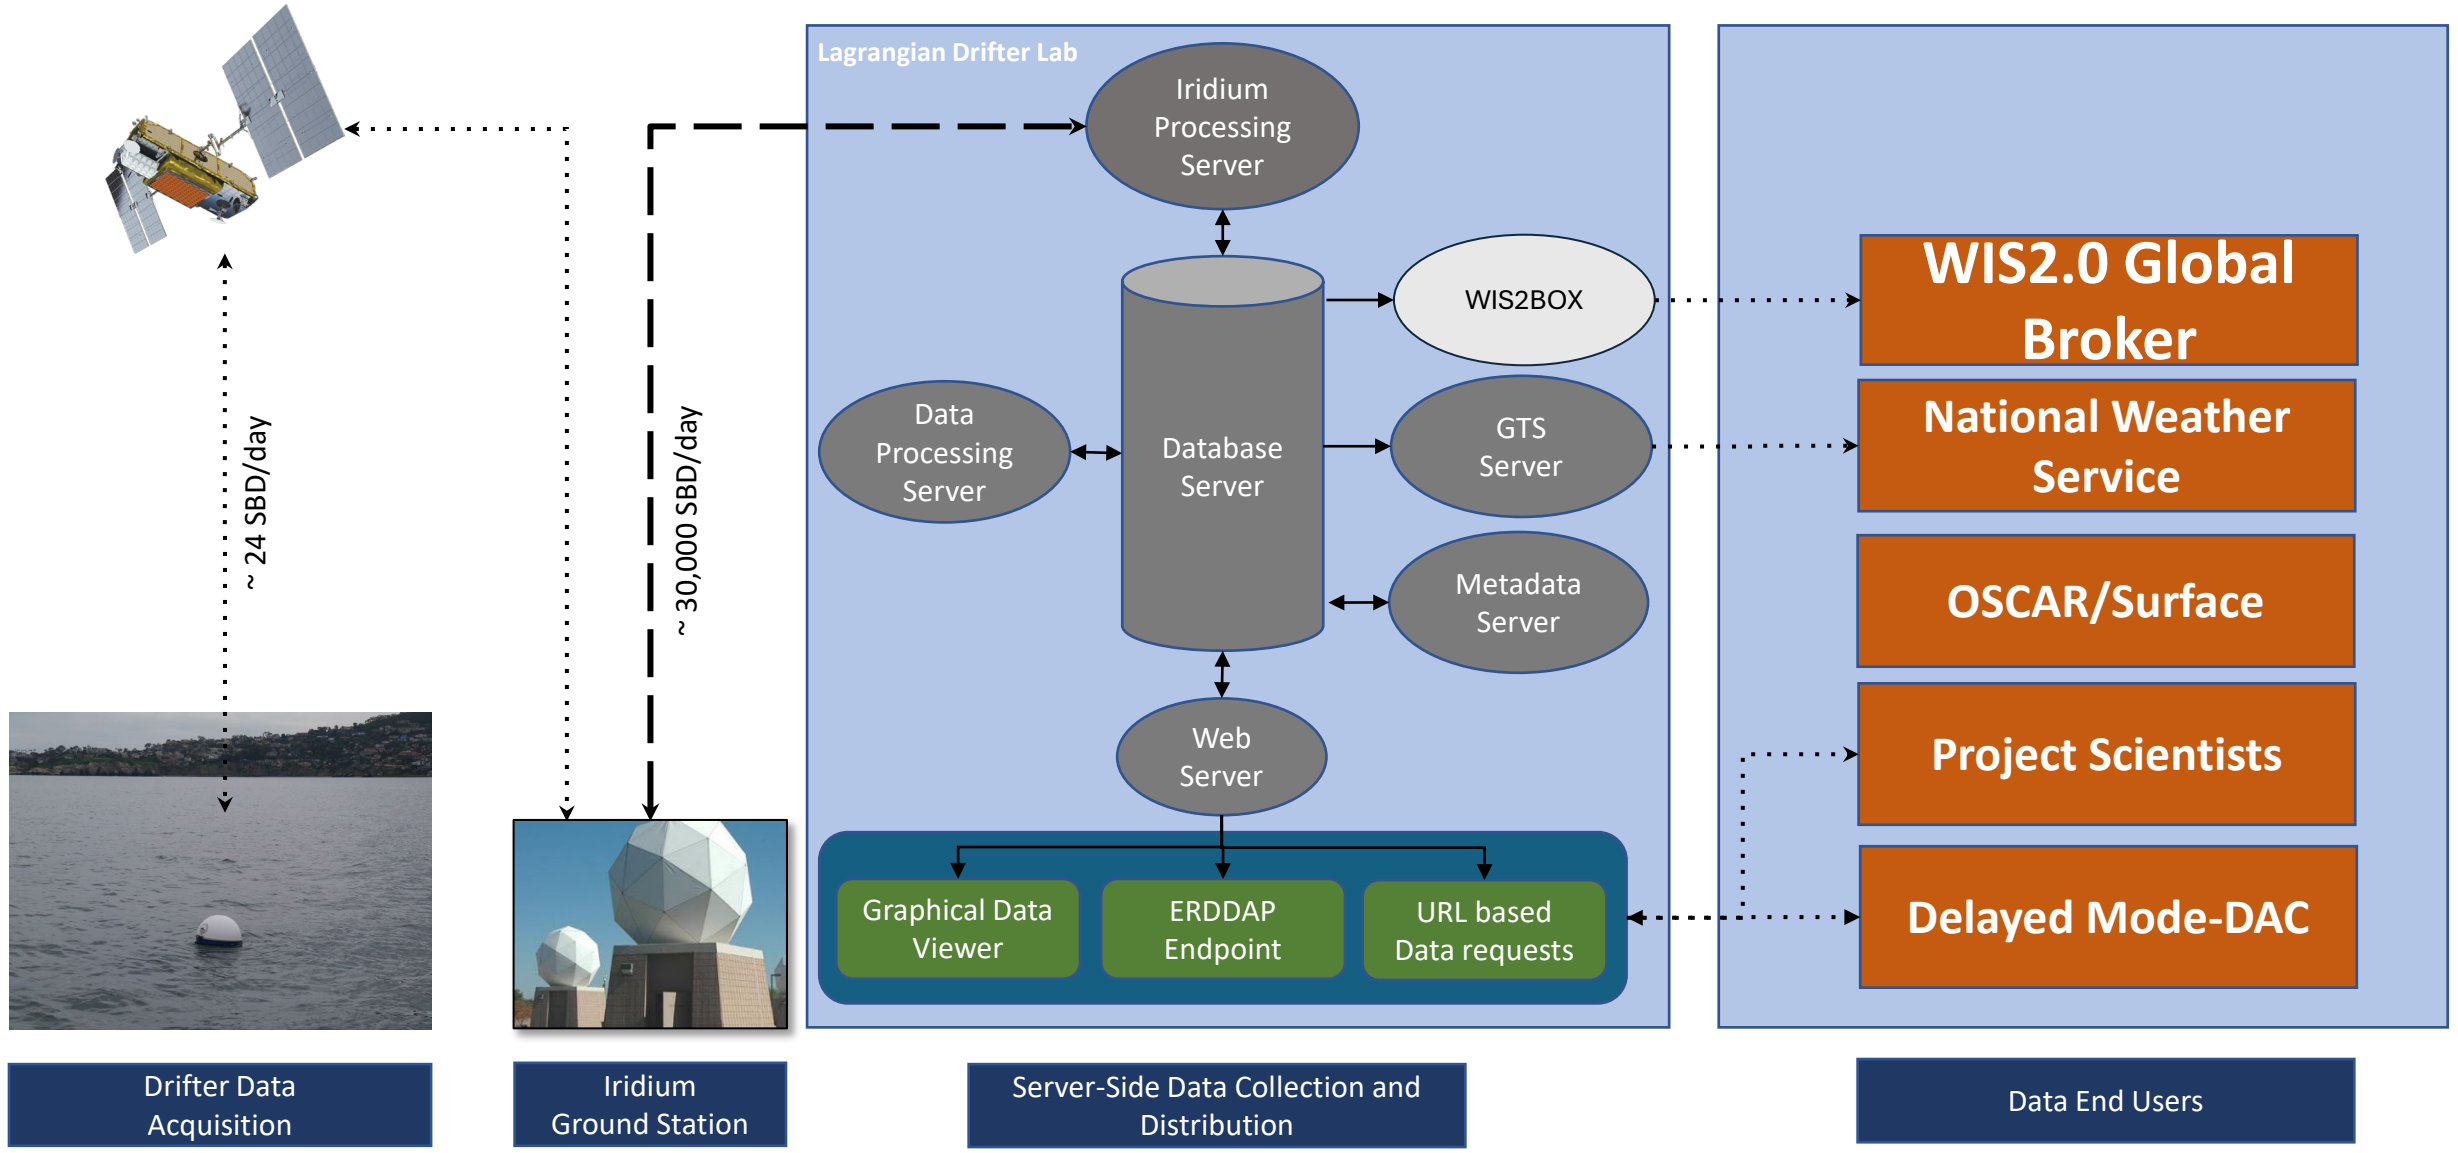 Lagrangian Drifter Lab
Iridium
Processing
Server
WIS2BOX
WIS2.0 Global
Broker
Data
Processing
Server
Database
Server
GTS
Server
National Weather
Service
~ 24 SBD/day
~ 30,000 SBD/day
Metadata
Server
OSCAR/Surface
Web
Server
Project Scientists
Graphical Data
Viewer
ERDDAP
Endpoint
URL based
Data requests
Delayed Mode-DAC
Drifter Data
Acquisition
Iridium
Ground Station
Server-Side Data Collection and
Distribution
Data End Users